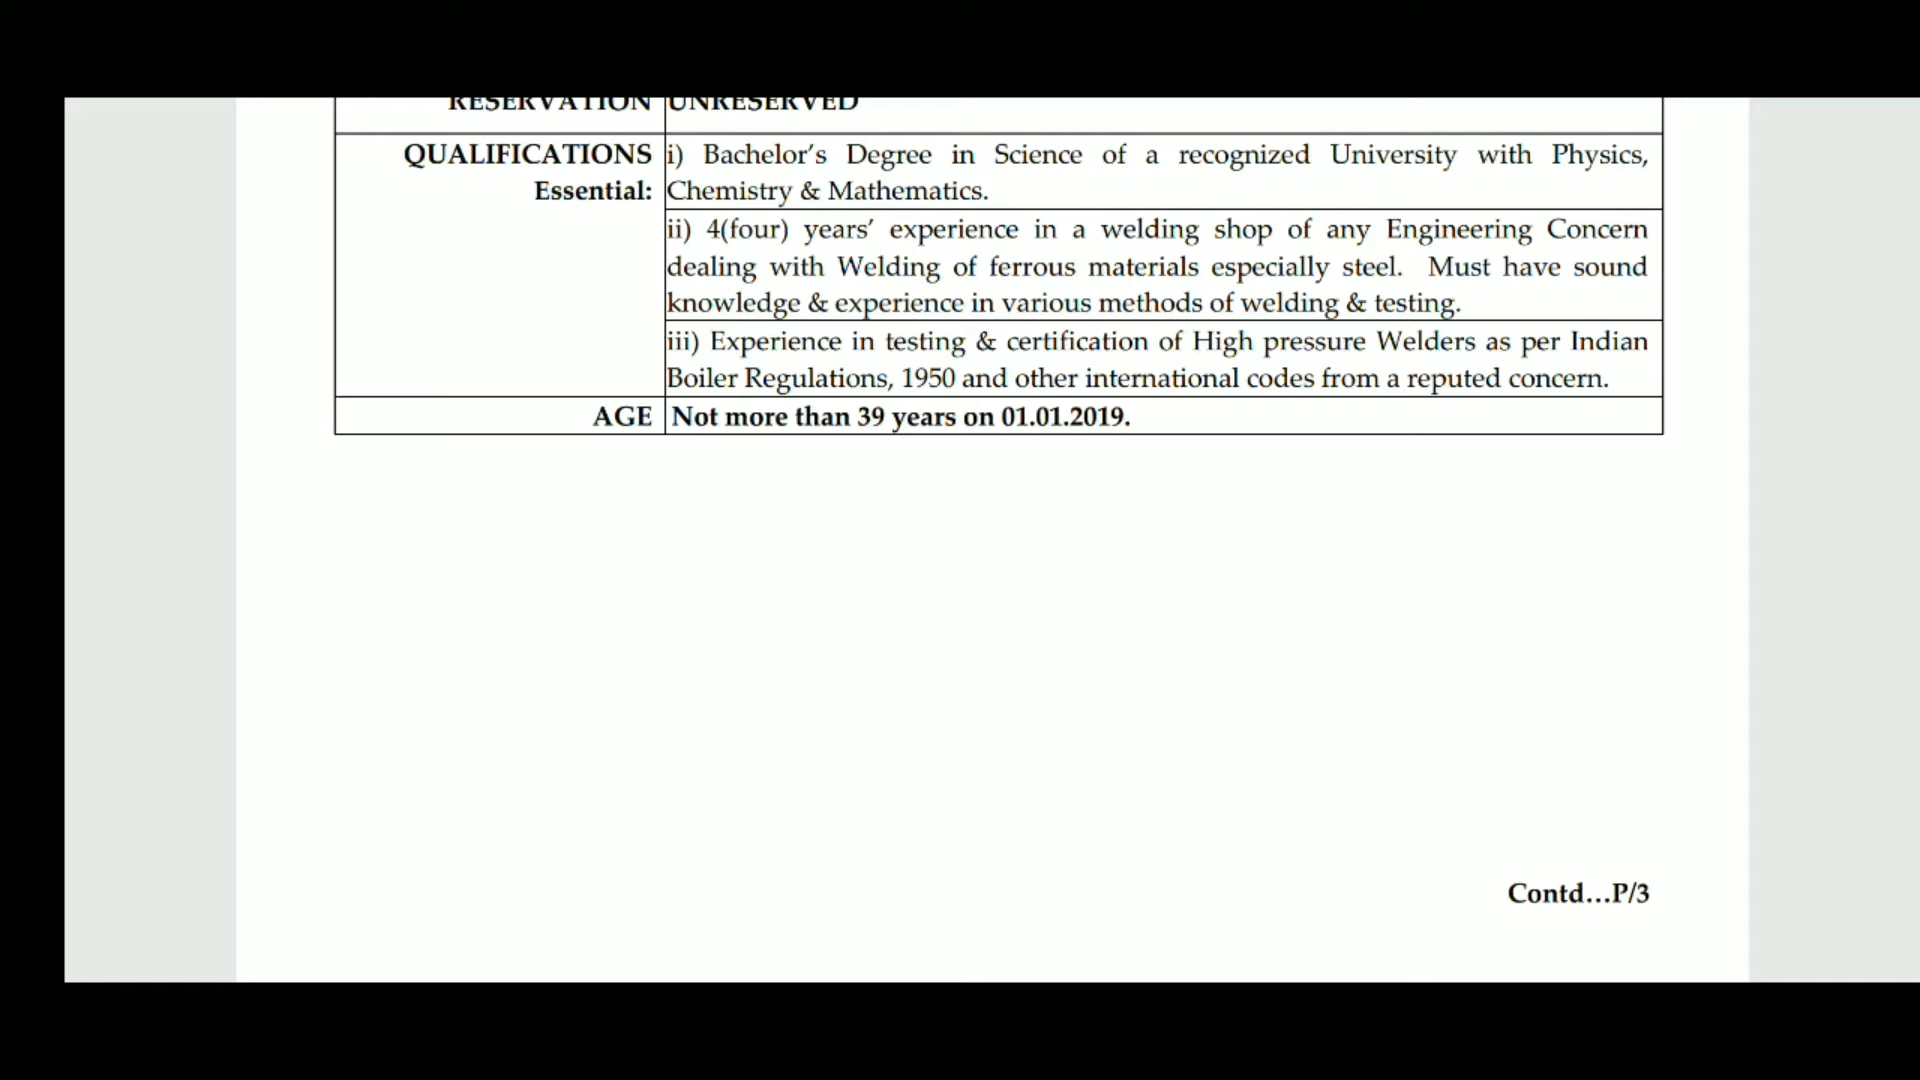 RESERVATION UNRESERVED
QUALIFICATIONS i) Bachelor’s Degree in Science of a recognized University with Physics,
Essential: Chemistry & Mathematics.
ii) 4(four) years’ experience in a welding shop of any Engineering Concern
dealing with Welding of ferrous materials especially steel. Must have sound
knowledge & experience in various methods of welding & testing.
iii) Experience in testing & certification of High pressure Welders as per Indian
Boiler Regulations, 1950 and other international codes from a reputed concern.
AGE Not more than 39 years on 01.01.2019.
Contd...P/3